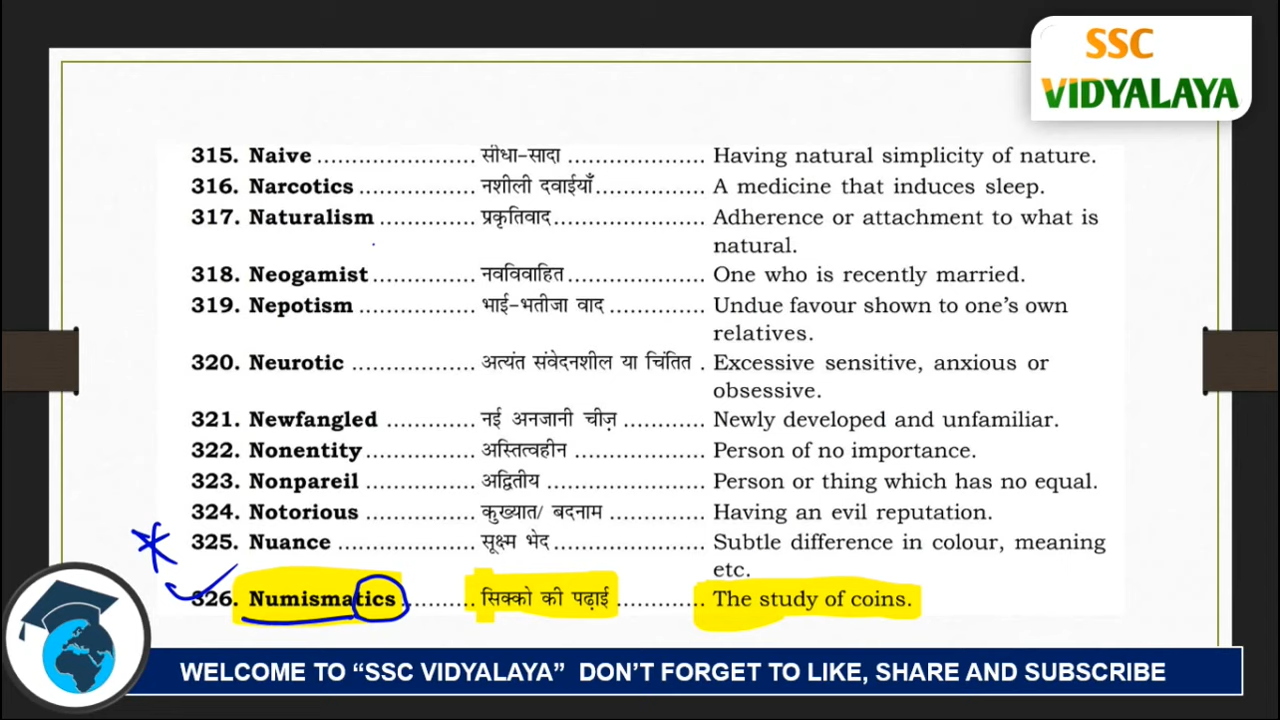 SSC
VIDYALAYA
315. Naive ....................... सीधा-सादा .................... Having natural simplicity of nature.
316. Narcotics ................. नशीली दवाईयाँ................ A medicine that induces sleep.
317. Naturalism .............. प्रकृतिवाद...................... Adherence or attachment to what is
natural.
318. Neogamist ............... नवविवाहित .................... One who is recently married.
319. Nepotism ................. भाई-भतीजा वाद .............. Undue favour shown to one's own
relatives.
320. Neurotic .................. अत्यंत संवेदनशील या चिंतित . Excessive sensitive, anxious or
obsessive.
321. Newfangled ............. नई अनजानी चीज़ ............ Newly developed and unfamiliar.
322. Nonentity ................ अस्तित्वहीन ................... Person of no importance.
323. Nonpareil ................ अद्वितीय ....................... Person or thing which has no equal.
324. Notorious ................ कुख्यात/ बदनाम .............. Having an evil reputation.
325. Nuance .................... सूक्ष्म भेद...................... Subtle difference in colour, meaning
etc.
326. Numismatics ........... सिक्को की पढ़ाई ............. The study of coins.
WELCOME TO “SSC VIDYALAYA” DON'T FORGET TO LIKE, SHARE AND SUBSCRIBE